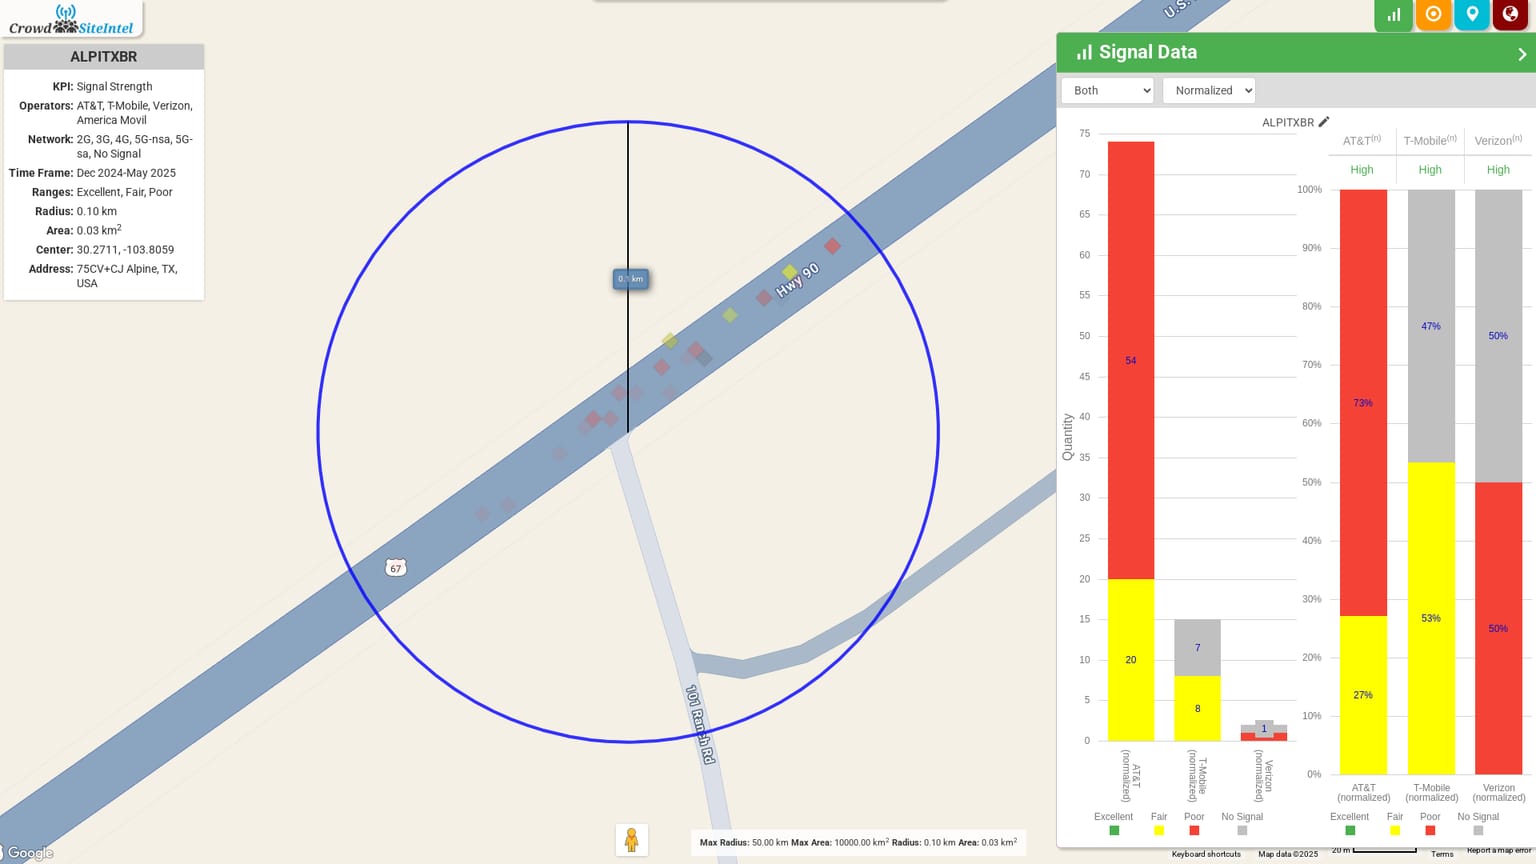 Crowd SiteIntel
ALPITXBR
KPI: Signal Strength
Operators: AT&T, T-Mobile, Verizon,
America Movil
Network: 2G, 3G, 4G, 5G-nsa, 5G-
sa, No Signal
Time Frame: Dec 2024-May 2025
Ranges: Excellent, Fair, Poor
Radius: 0.10 km
Area: 0.03 km²
Center: 30.2711, -103.8059
Address: 75CV+CJ Alpine, TX,
USA
U.S.
Hwy 90
0.1 km
67
101 Ranch Rd
Google
Max Radius: 50.00 km Max Area: 10000.00 km² Radius: 0.10 km Area: 0.03 km²
Signal Data
Both
Normalized
ALPITXBR
75
70
65
60
55
50
45
40
35
30
25
20
15
10
5
0
Quantity
54
20
7
8
1
AT&T
(normalized)
T-Mobile
(normalized)
Verizon
(normalized)
Excellent
Fair
Poor
No Signal
AT&T(n)
T-Mobile(n)
Verizon(n)
High
High
High
100%
90%
80%
70%
60%
50%
40%
30%
20%
10%
0%
73%
27%
47%
53%
50%
50%
AT&T
(normalized)
T-Mobile
(normalized)
Verizon
(normalized)
Excellent
Fair
Poor
No Signal
Keyboard shortcuts
Map data ©2025
20 m
Terms
Report a map error